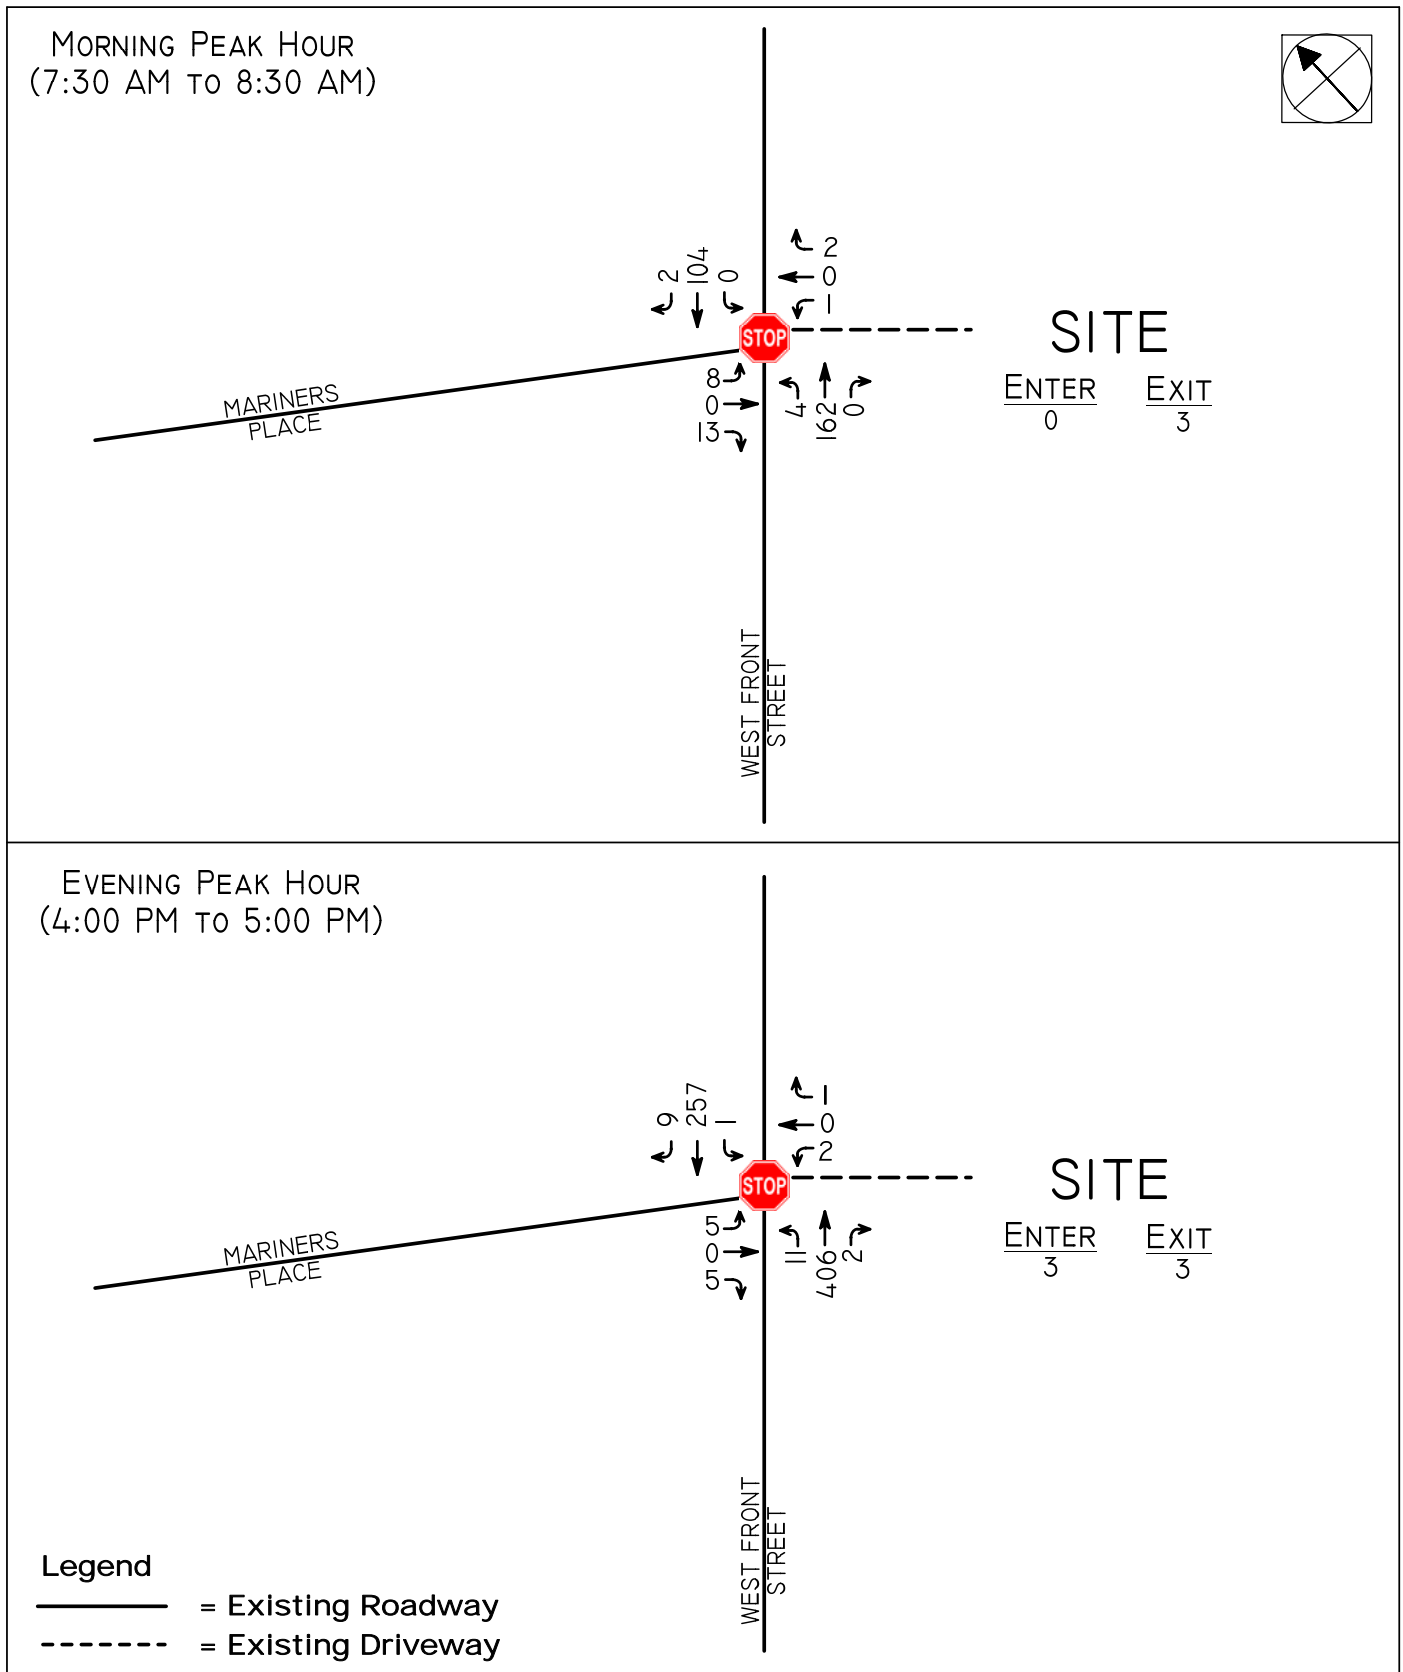 MORNING PEAK HOUR
(7:30 AM TO 8:30 AM)
2 104 0
2
0
1
STOP
SITE
MARINERS
PLACE
8
0
13
4 162 0
ENTER EXIT
0 3
WEST FRONT
STREET
EVENING PEAK HOUR
(4:00 PM TO 5:00 PM)
9 257 1
1
0
2
STOP
SITE
MARINERS
PLACE
5
0
5
11 406 2
ENTER EXIT
3 3
WEST FRONT
STREET
Legend
= Existing Roadway
= Existing Driveway